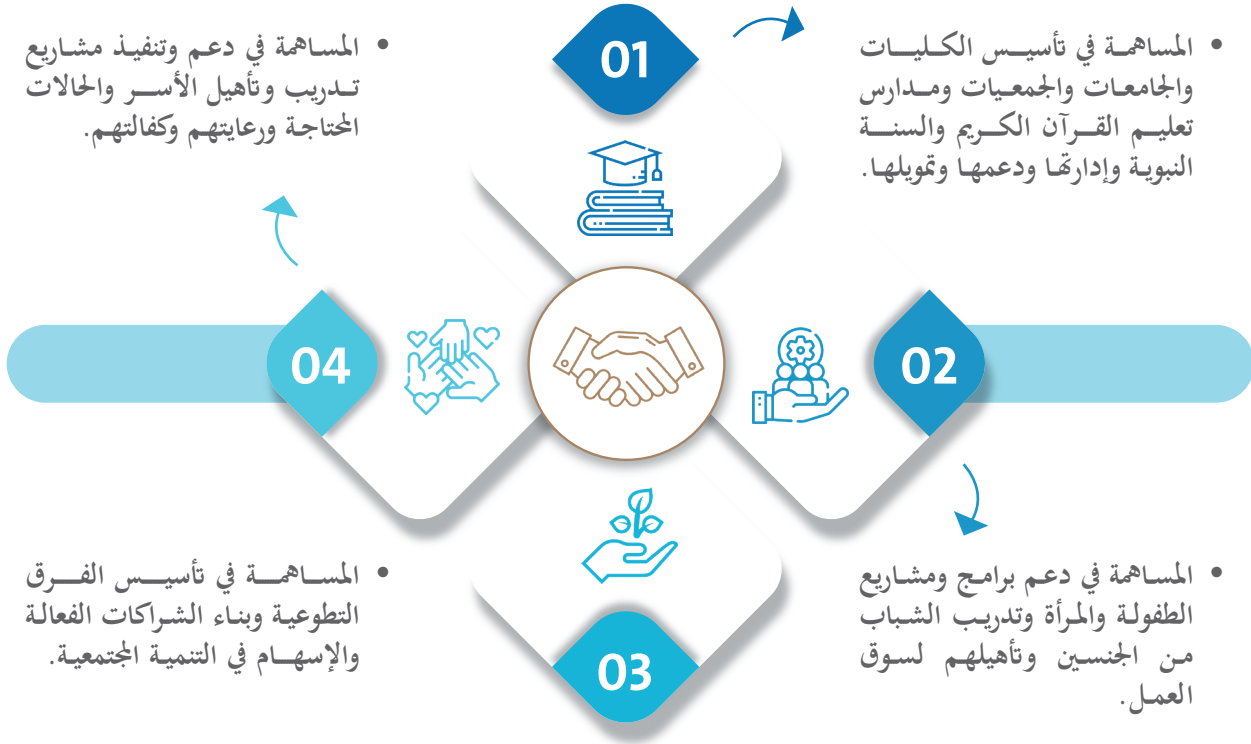 01
• المساهمة في تأسيس الكليات
والجامعات والجمعيات ومدارس
تعليم القرآن الكريم والسنة
النبوية وإدارتها ودعمها وتمويلها.
02
• المساهمة في دعم برامج ومشاريع
الطفولة والمرأة وتدريب الشباب
من الجنسين وتأهيلهم لسوق
العمل.
03
• المساهمة في تأسيس الفرق
التطوعية وبناء الشراكات الفعالة
والإسهام في التنمية المجتمعية.
04
• المساهمة في دعم وتنفيذ مشاريع
تدريب وتأهيل الأسر والحالات
المحتاجة ورعايتهم وكفالتهم.